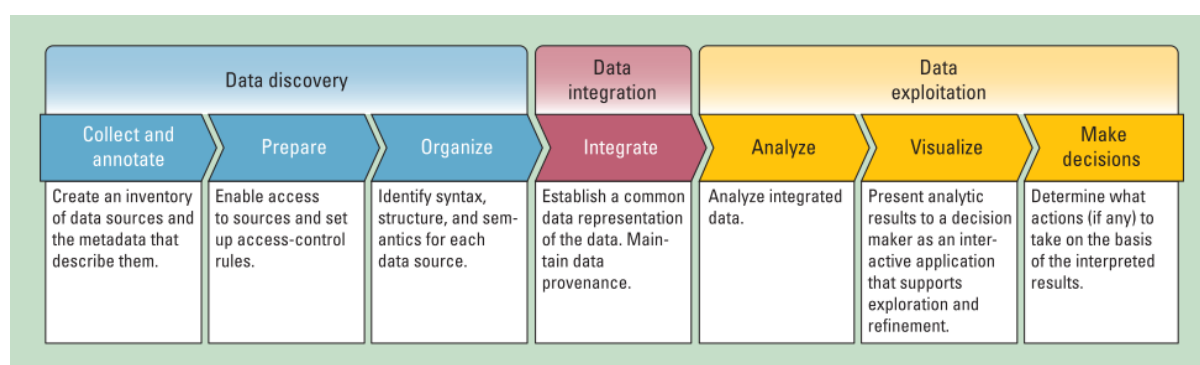 Data discovery
Data
integration
Data
exploitation
Collect and
annotate
Prepare
Organize
Integrate
Analyze
Visualize
Make
decisions
Create an inventory
of data sources and
the metadata that
describe them.
Enable access
to sources and set
up access-control
rules.
Identify syntax,
structure, and sem-
antics for each
data source.
Establish a common
data representation
of the data. Main-
tain data
provenance.
Analyze integrated
data.
Present analytic
results to a decision
maker as an inter-
active application
that supports
exploration and
refinement.
Determine what
actions (if any) to
take on the basis
of the interpreted
results.